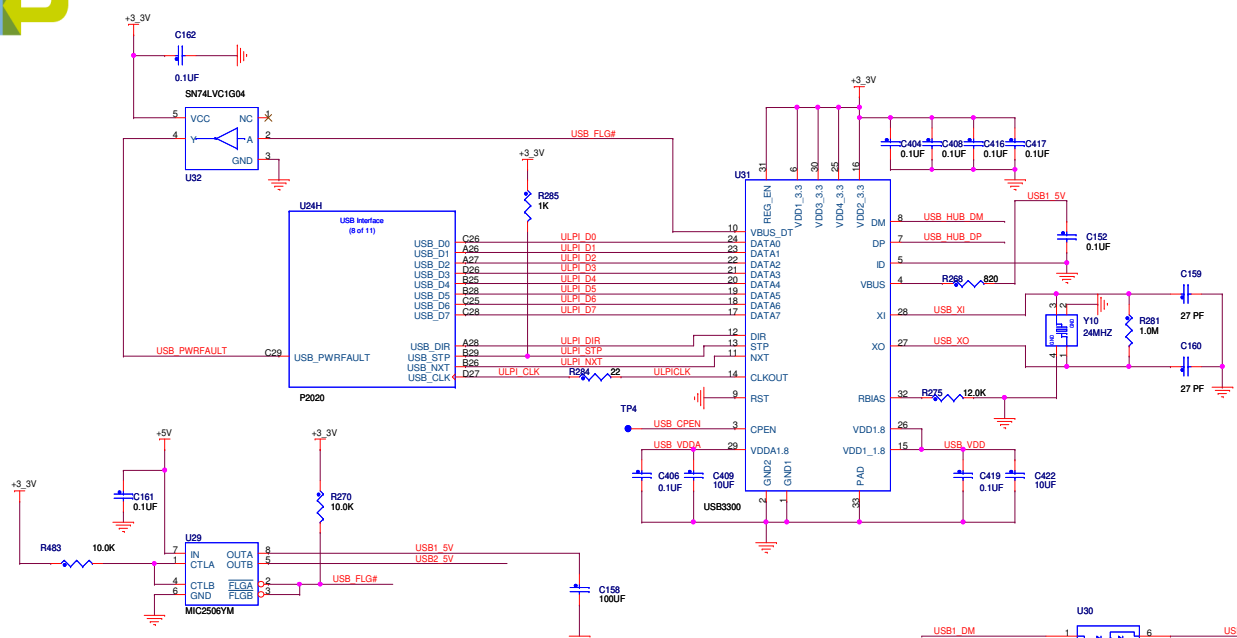 +3_3V
C162
0.1UF
SN74LVC1G04
5 VCC NC 1
4 Y A 2
GND 3
U32
USB_FLG#
+3_3V
R285
1K
U24H
USB Interface
(8 of 11)
USB_D0 C26 ULPI_D0
USB_D1 A26 ULPI_D1
USB_D2 A27 ULPI_D2
USB_D3 D26 ULPI_D3
USB_D4 B25 ULPI_D4
USB_D5 B28 ULPI_D5
USB_D6 C25 ULPI_D6
USB_D7 C28 ULPI_D7
USB_DIR A28 ULPI_DIR
USB_STP B29 ULPI_STP
USB_NXT B26 ULPI_NXT
USB_CLK D27 ULPI_CLK R284 22 ULPICLK
USB_PWRFAULT C29 USB_PWRFAULT
P2020
+3_3V
U31
31 6 30 25 16
REG_EN VDD1_3.3 VDD3_3.3 VDD4_3.3 VDD2_3.3
10 VBUS_DT
24 DATA0
23 DATA1
22 DATA2
21 DATA3
20 DATA4
19 DATA5
18 DATA6
17 DATA7
12 DIR
13 STP
11 NXT
14 CLKOUT
9 RST
TP4
USB_CPEN 3 CPEN
USB_VDDA 29 VDDA1.8
GND2 GND1 PAD
2 1 33
USB3300
C404 C408 C416 C417
0.1UF 0.1UF 0.1UF 0.1UF
USB1_5V
DM 8 USB_HUB_DM
DP 7 USB_HUB_DP
ID 5
VBUS 4 R268 820
C152
0.1UF
XI 28 USB_XI
XO 27 USB_XO
RBIAS 32 R275 12.0K
VDD1.8 26
VDD1_1.8 15 USB_VDD
3 2
GND GND
4 1
Y10
24MHZ
R281
1.0M
C159
27 PF
C160
27 PF
C406
0.1UF
C409
10UF
C419
0.1UF
C422
10UF
+5V
+3_3V
+3_3V
C161
0.1UF
R270
10.0K
R483 10.0K
U29
7 IN OUTA 8 USB1_5V
1 CTLA OUTB 5 USB2_5V
4 CTLB FLGA 2 USB_FLG#
6 GND FLGB 3
MIC2506YM
C158
100UF
U30
USB1_DM 1 6 US